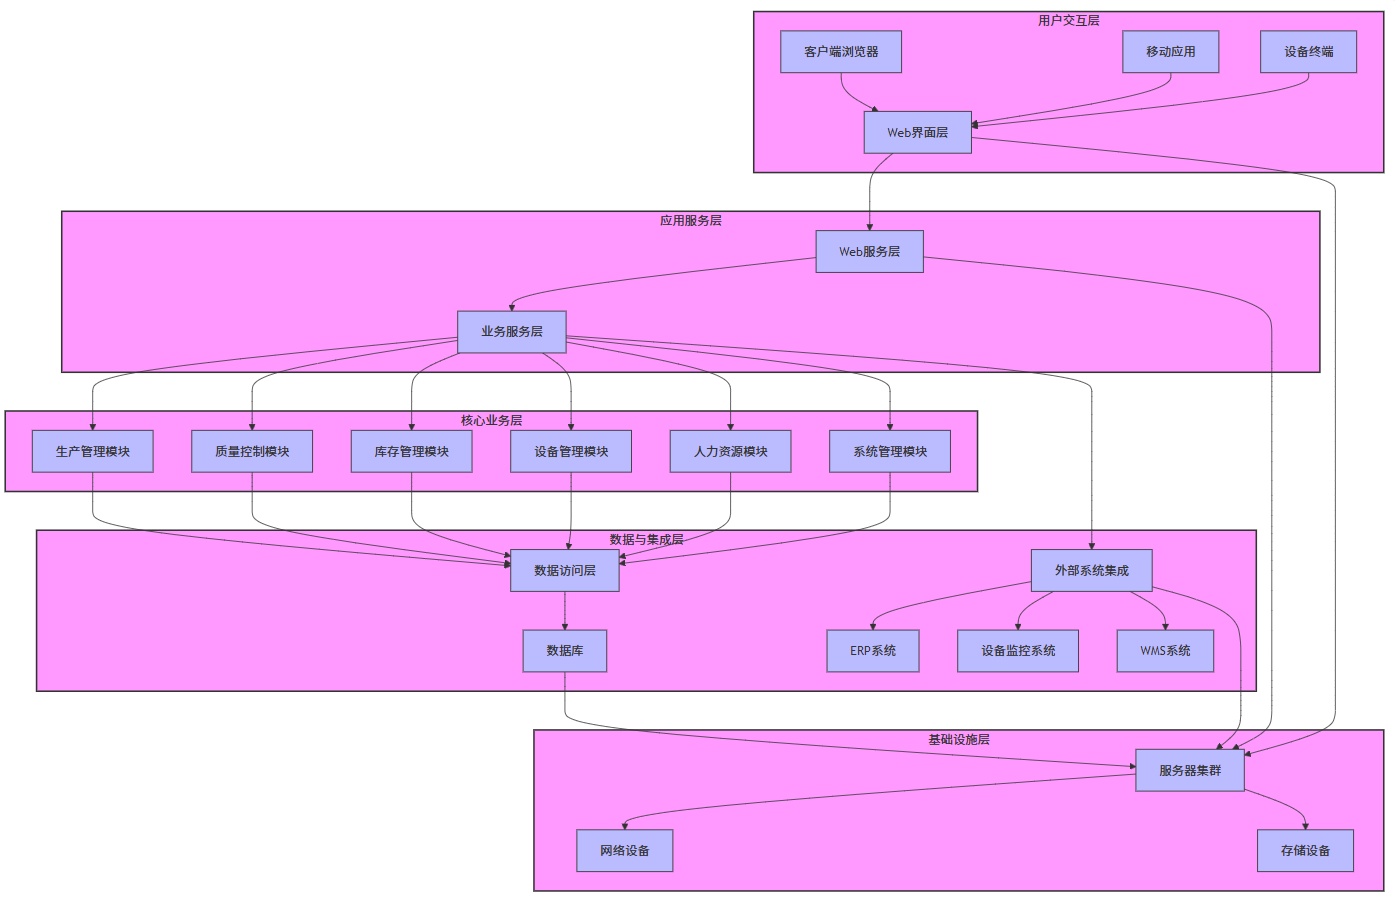 用户交互层
客户端浏览器
移动应用
设备终端
Web界面层
应用服务层
Web服务层
业务服务层
核心业务层
生产管理模块
质量控制模块
库存管理模块
设备管理模块
人力资源模块
系统管理模块
数据与集成层
数据访问层
外部系统集成
数据库
ERP系统
设备监控系统
WMS系统
基础设施层
服务器集群
网络设备
存储设备